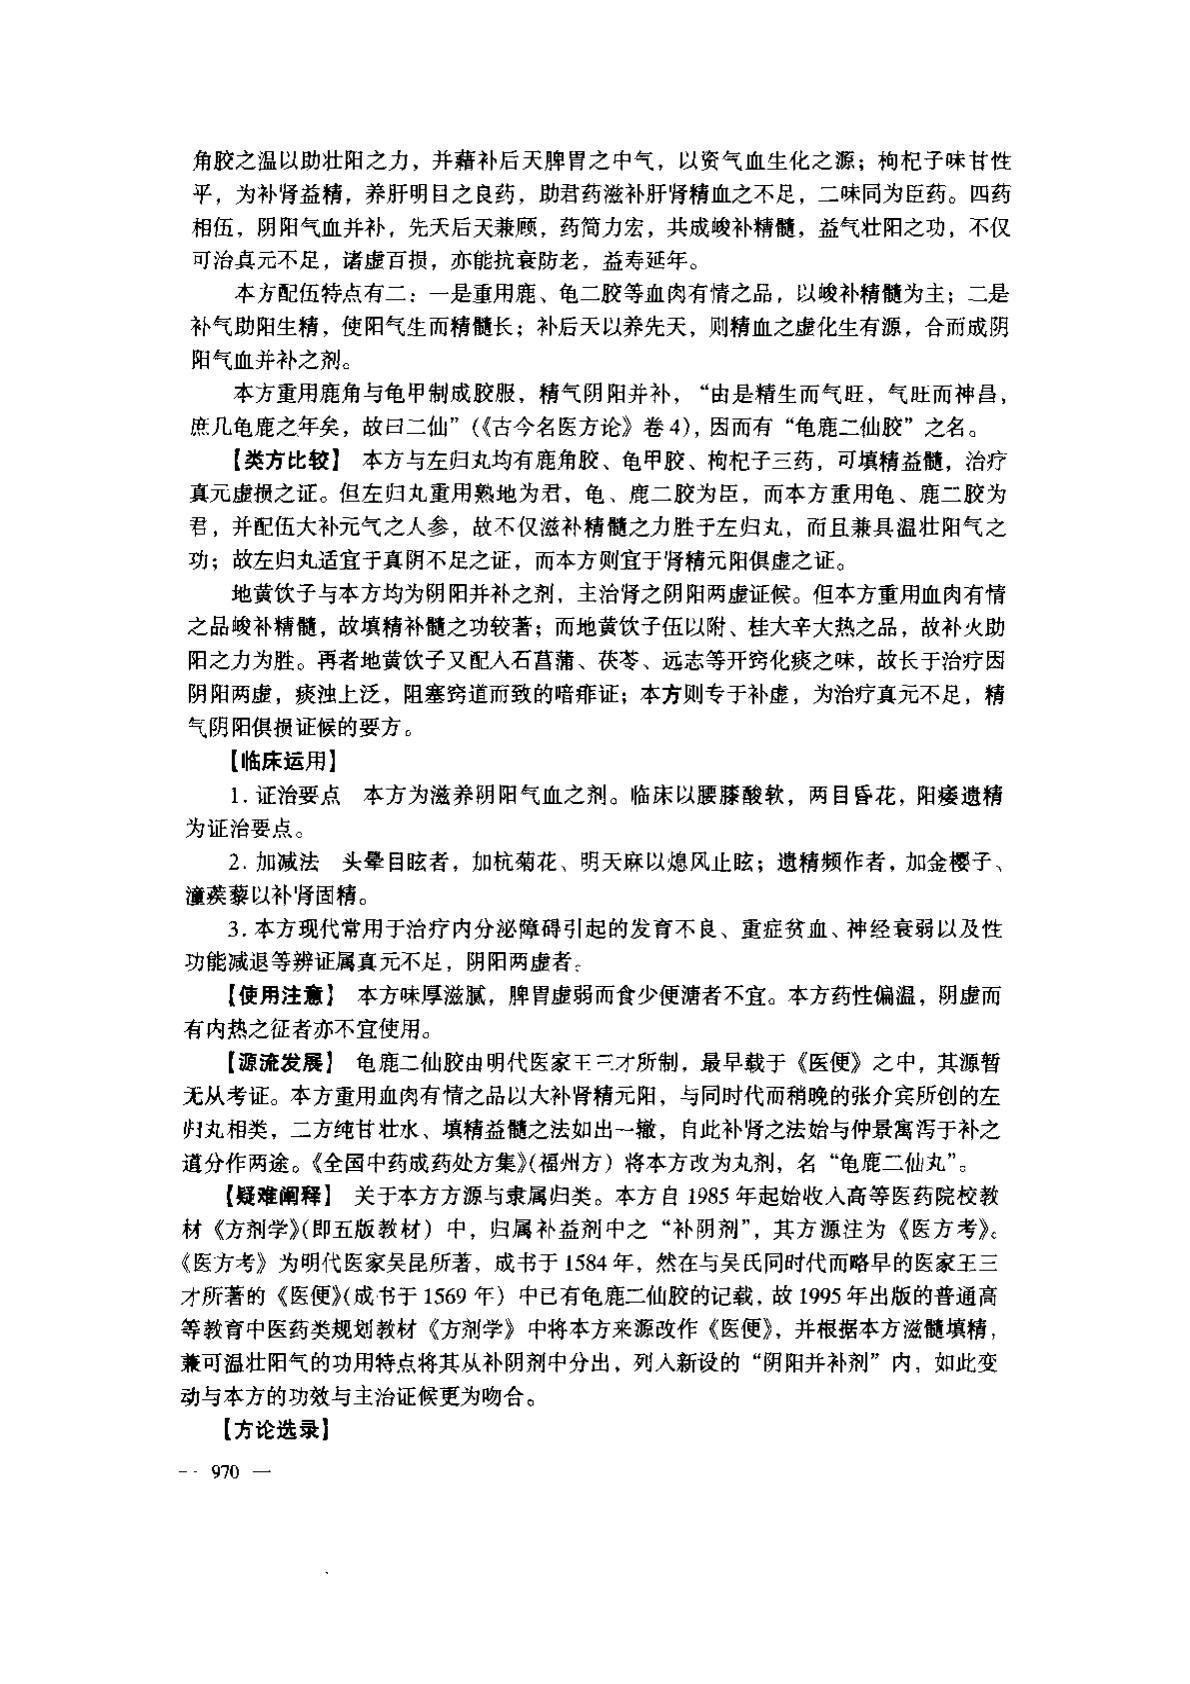 角胶之温以助壮阳之力，并藉补后天脾胃之中气，以资气血生化之源；枸杞子味甘性
平，为补肾益精，养肝明目之良药，助君药滋补肝肾精血之不足，二味同为臣药。四药
相伍，阴阳气血并补，先天后天兼顾，药简力宏，共成峻补精髓，益气壮阳之功，不仅
可治真元不足，诸虚百损，亦能抗衰防老，益寿延年。
本方配伍特点有二：一是重用鹿、龟二胶等血肉有情之品，以峻补精髓为主；二是
补气助阳生精，使阳气生而精髓长；补后天以养先天，则精血之虚化生有源，合而成阴
阳气血并补之剂。
本方重用鹿角与龟甲制成胶服，精气阴阳并补，“由是精生而气旺，气旺而神昌，
庶几龟鹿之年矣，故曰二仙”（《古今名医方论》卷4），因而有“龟鹿二仙胶”之名。
【类方比较】 本方与左归丸均有鹿角胶、龟甲胶、枸杞子三药，可填精益髓，治疗
真元虚损之证。但左归丸重用熟地为君，龟、鹿二胶为臣，而本方重用龟、鹿二胶为
君，并配伍大补元气之人参，故不仅滋补精髓之力胜于左归丸，而且兼具温壮阳气之
功；故左归丸适宜于真阴不足之证，而本方则宜于肾精元阳俱虚之证。
地黄饮子与本方均为阴阳并补之剂，主治肾之阴阳两虚证候。但本方重用血肉有情
之品峻补精髓，故填精补髓之功较著；而地黄饮子伍以附、桂大辛大热之品，故补火助
阳之力为胜。再者地黄饮子又配入石菖蒲、茯苓、远志等开窍化痰之味，故长于治疗因
阴阳两虚，痰浊上泛，阻塞窍道而致的喑痱证；本方则专于补虚，为治疗真元不足，精
气阴阳俱损证候的要方。
【临床运用】
1. 证治要点 本方为滋养阴阳气血之剂。临床以腰膝酸软，两目昏花，阳痿遗精
为证治要点。
2. 加减法 头晕目眩者，加杭菊花、明天麻以熄风止眩；遗精频作者，加金樱子、
潼蒺藜以补肾固精。
3. 本方现代常用于治疗内分泌障碍引起的发育不良、重症贫血、神经衰弱以及性
功能减退等辨证属真元不足，阴阳两虚者。
【使用注意】 本方味厚滋腻，脾胃虚弱而食少便溏者不宜。本方药性偏温，阴虚而
有内热之征者亦不宜使用。
【源流发展】 龟鹿二仙胶由明代医家王三才所制，最早载于《医便》之中，其源暂
无从考证。本方重用血肉有情之品以大补肾精元阳，与同时代而稍晚的张介宾所创的左
归丸相类，二方纯甘壮水、填精益髓之法如出一辙，自此补肾之法始与仲景寓泻于补之
道分作两途。《全国中药成药处方集》（福州方）将本方改为丸剂，名“龟鹿二仙丸”。
【疑难阐释】 关于本方方源与隶属归类。本方自1985年起始收入高等医药院校教
材《方剂学》（即五版教材）中，归属补益剂中之“补阴剂”，其方源注为《医方考》。
《医方考》为明代医家吴昆所著，成书于1584年，然在与吴氏同时代而略早的医家王三
才所著的《医便》（成书于1569年）中已有龟鹿二仙胶的记载，故1995年出版的普通高
等教育中医药类规划教材《方剂学》中将本方来源改作《医便》，并根据本方滋髓填精，
兼可温壮阳气的功用特点将其从补阴剂中分出，列入新设的“阴阳并补剂”内，如此变
动与本方的功效与主治证候更为吻合。
【方论选录】
— 970 —